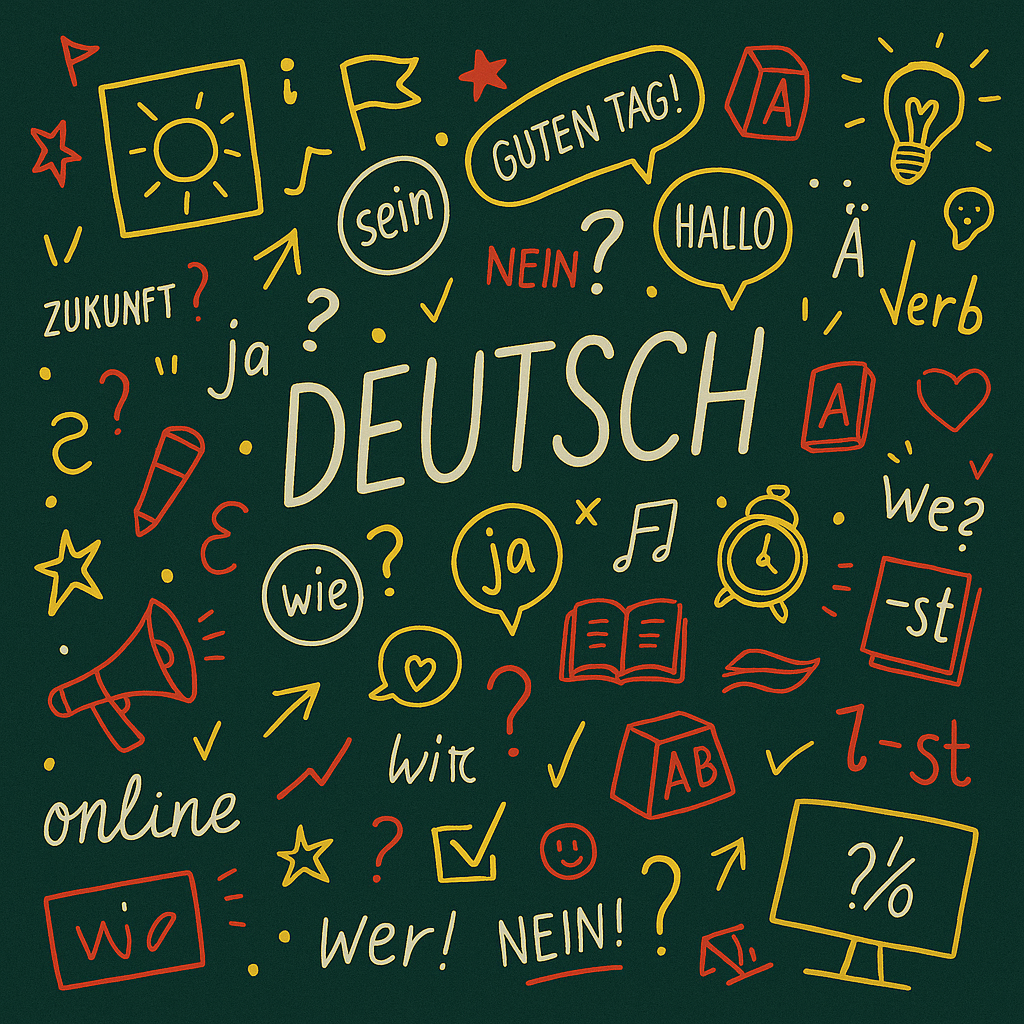 GUTEN TAG!
A
sein
HALLO
NEIN?
Ä
ZUKUNFT?
Verb
ja?
DEUTSCH
A
we?
wie?
ja
-st
wir
AB
-st
online
?%
wio
Wer!
NEIN!